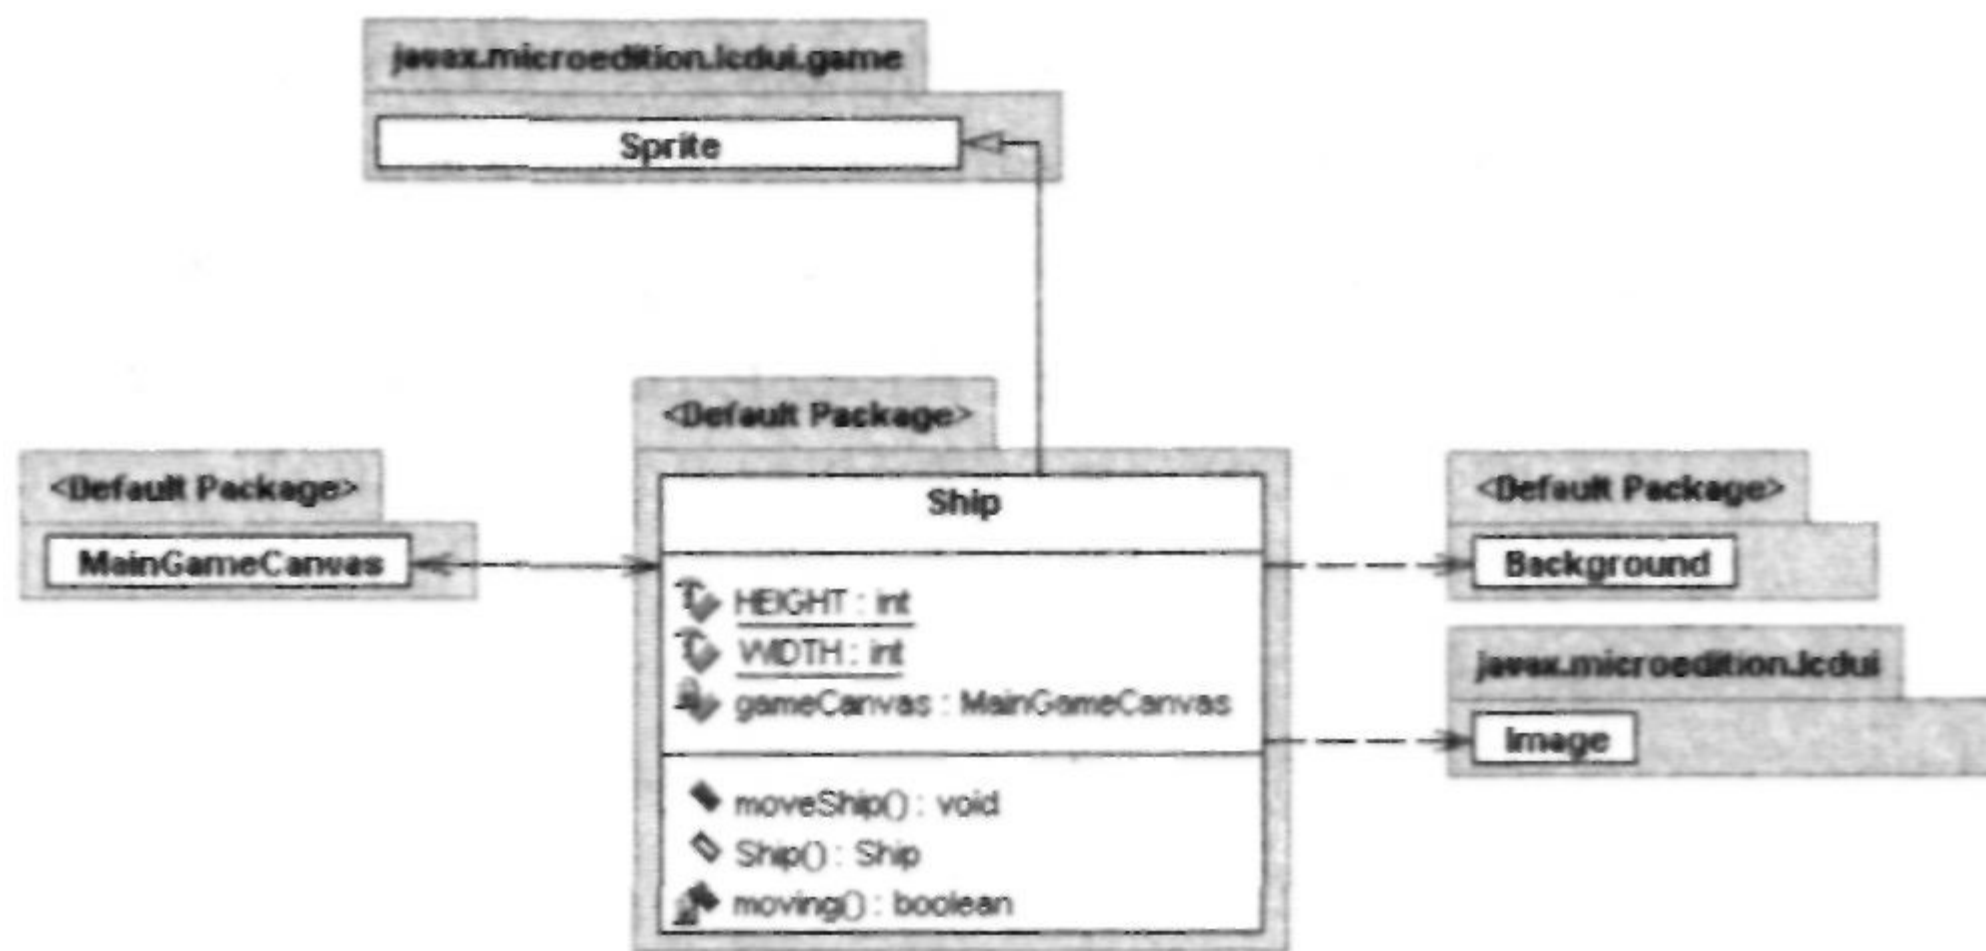 javax.microedition.lcdui.game
Sprite
<Default Package>
Ship
HEIGHT : int
WIDTH : int
gameCanvas : MainGameCanvas
moveShip() : void
Ship() : Ship
moving() : boolean
<Default Package>
MainGameCanvas
<Default Package>
Background
javax.microedition.lcdui
Image